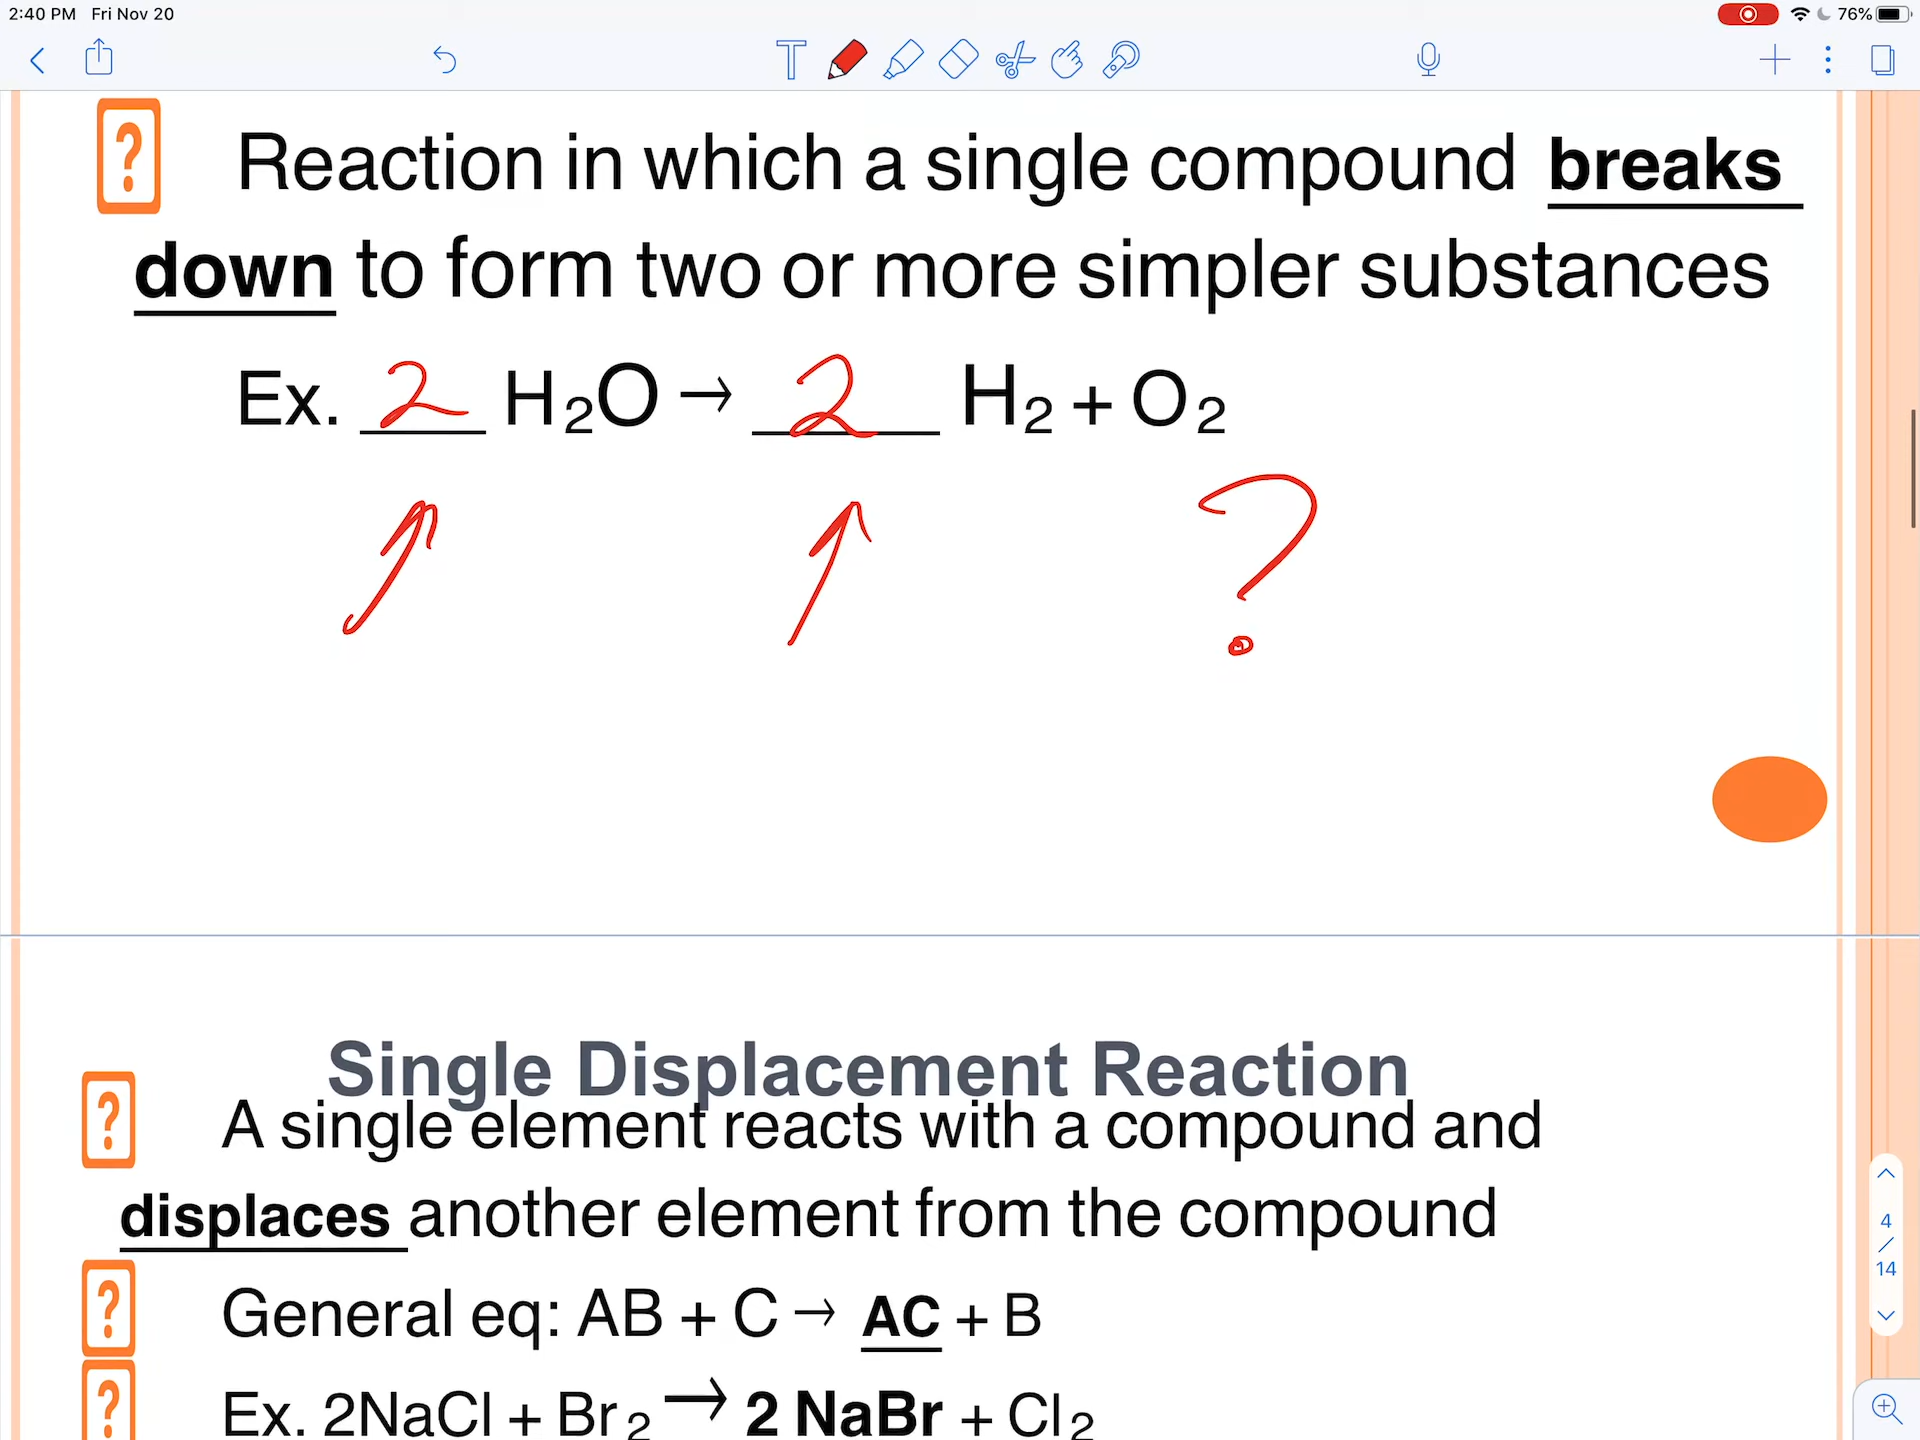 2:40 PM Fri Nov 20 76%
? Reaction in which a single compound breaks
down to form two or more simpler substances
Ex. 2 H₂O → 2 H₂ + O₂
?
Single Displacement Reaction
? A single element reacts with a compound and
displaces another element from the compound
? General eq: AB + C → AC + B
? Ex. 2NaCl + Br₂ → 2 NaBr + Cl₂
4
/
14